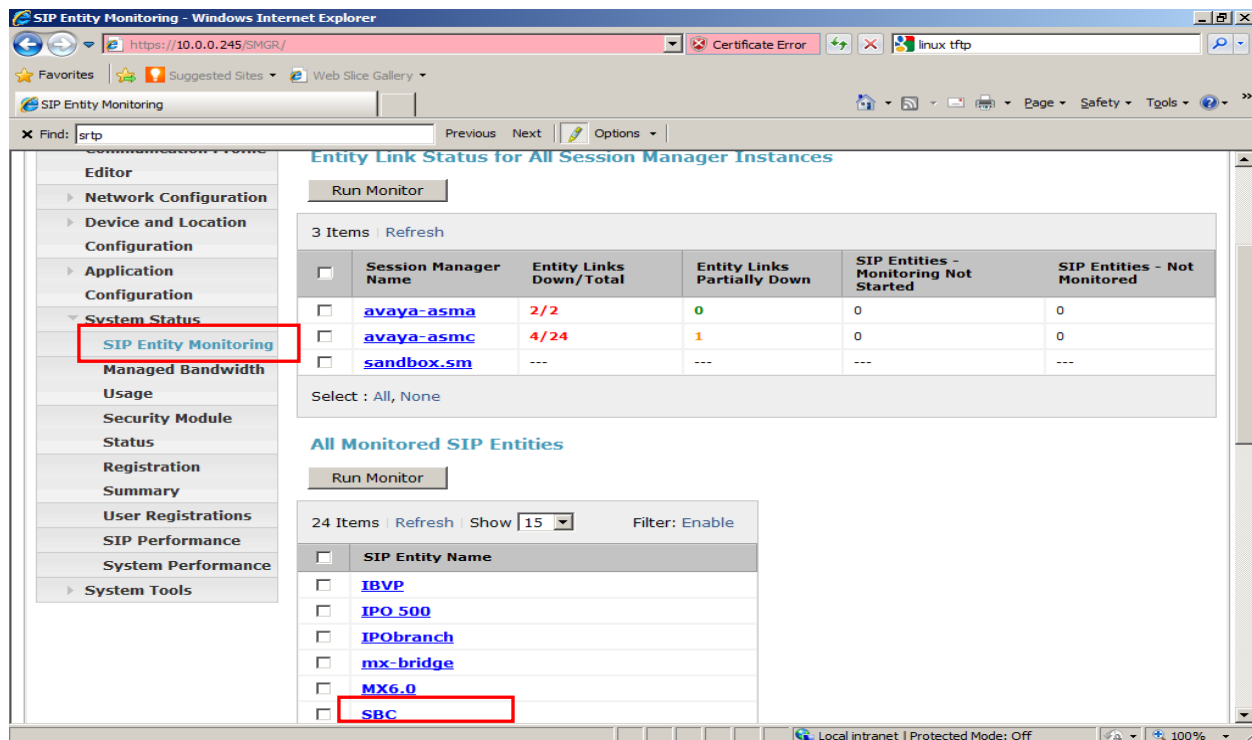 SIP Entity Monitoring - Windows Internet Explorer
https://10.0.0.245/SMGR/
Certificate Error
linux tftp
Favorites
Suggested Sites
Web Slice Gallery
SIP Entity Monitoring
Page
Safety
Tools
»
x Find: srtp
Previous
Next
Options
Communication Profile
Editor
Network Configuration
Device and Location
Configuration
Application
Configuration
System Status
SIP Entity Monitoring
Managed Bandwidth
Usage
Security Module
Status
Registration
Summary
User Registrations
SIP Performance
System Performance
System Tools
Entity Link Status for All Session Manager Instances
Run Monitor
3 Items | Refresh
Session Manager Name
Entity Links Down/Total
Entity Links Partially Down
SIP Entities - Monitoring Not Started
SIP Entities - Not Monitored
avaya-asma 2/2 0 0 0
avaya-asmc 4/24 1 0 0
sandbox.sm --- --- --- ---
Select : All, None
All Monitored SIP Entities
Run Monitor
24 Items | Refresh | Show 15 Filter: Enable
SIP Entity Name
IBVP
IPO 500
IPObranch
mx-bridge
MX6.0
SBC
Local intranet | Protected Mode: Off
100%